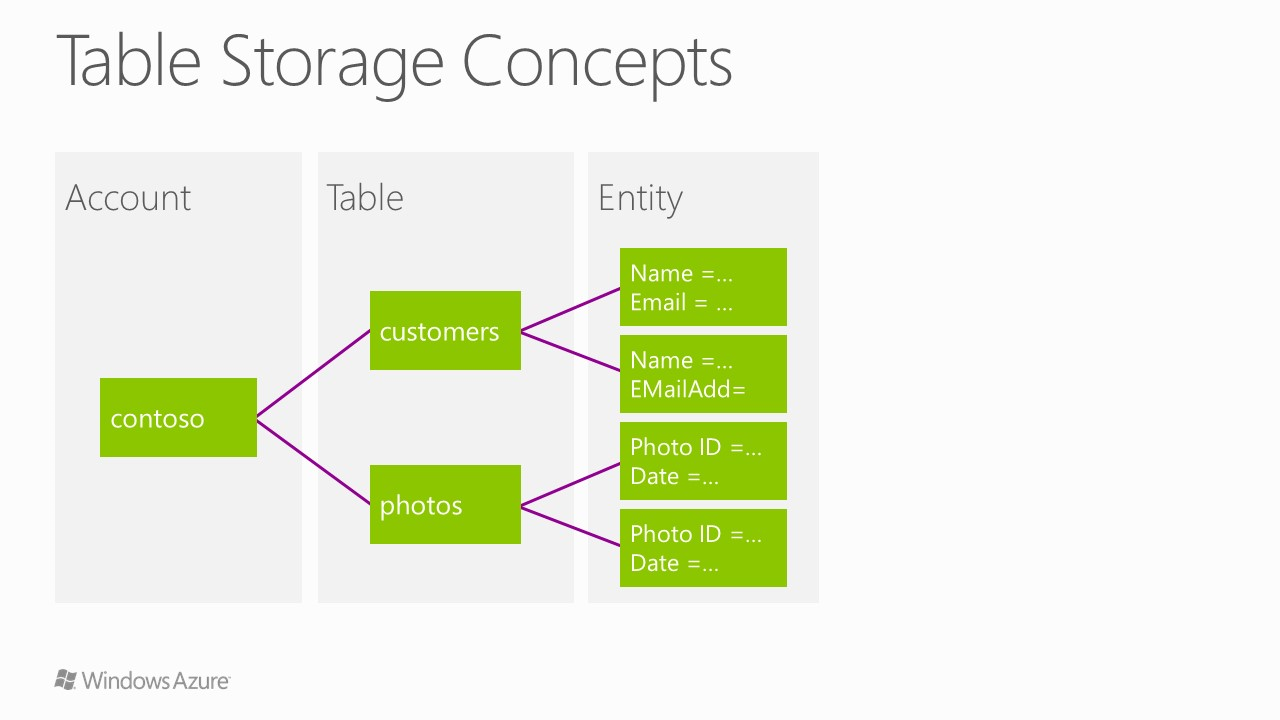 Table Storage Concepts
Account
contoso
Table
customers
photos
Entity
Name =...
Email = ...
Name =...
EMailAdd=
Photo ID =...
Date =...
Photo ID =...
Date =...
Windows Azure